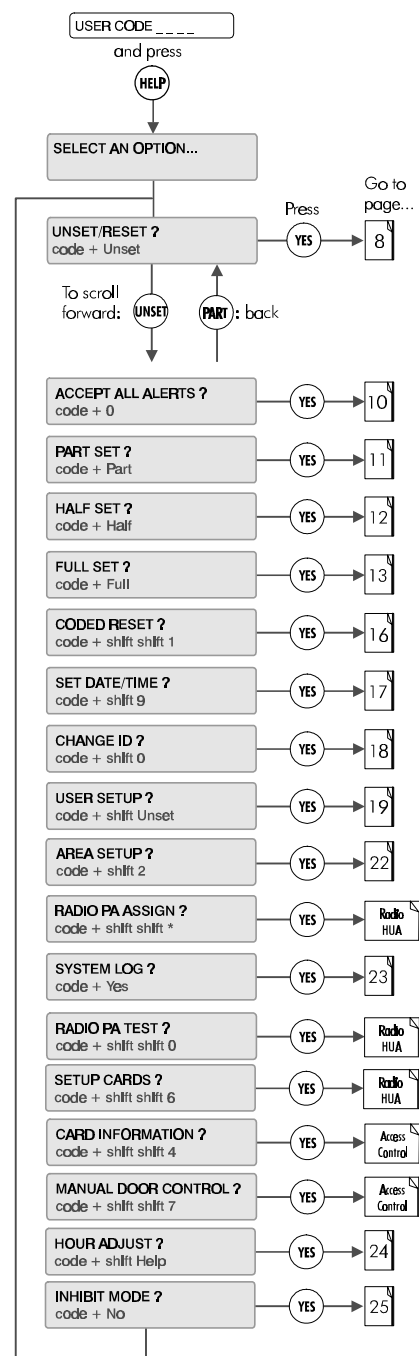 USER CODE _ _ _ _
and press
HELP
SELECT AN OPTION...
Go to
page...
Press
UNSET/RESET ?
code + Unset
YES
8
To scroll
forward:
UNSET
PART
: back
ACCEPT ALL ALERTS ?
code + 0
YES
10
PART SET ?
code + Part
YES
11
HALF SET ?
code + Half
YES
12
FULL SET ?
code + Full
YES
13
CODED RESET ?
code + shift shift 1
YES
16
SET DATE/TIME ?
code + shift 9
YES
17
CHANGE ID ?
code + shift 0
YES
18
USER SETUP ?
code + shift Unset
YES
19
AREA SETUP ?
code + shift 2
YES
22
RADIO PA ASSIGN ?
code + shift shift *
YES
Radio
HUA
SYSTEM LOG ?
code + Yes
YES
23
RADIO PA TEST ?
code + shift shift 0
YES
Radio
HUA
SETUP CARDS ?
code + shift shift 6
YES
Radio
HUA
CARD INFORMATION ?
code + shift shift 4
YES
Access
Control
MANUAL DOOR CONTROL ?
code + shift shift 7
YES
Access
Control
HOUR ADJUST ?
code + shift Help
YES
24
INHIBIT MODE ?
code + No
YES
25